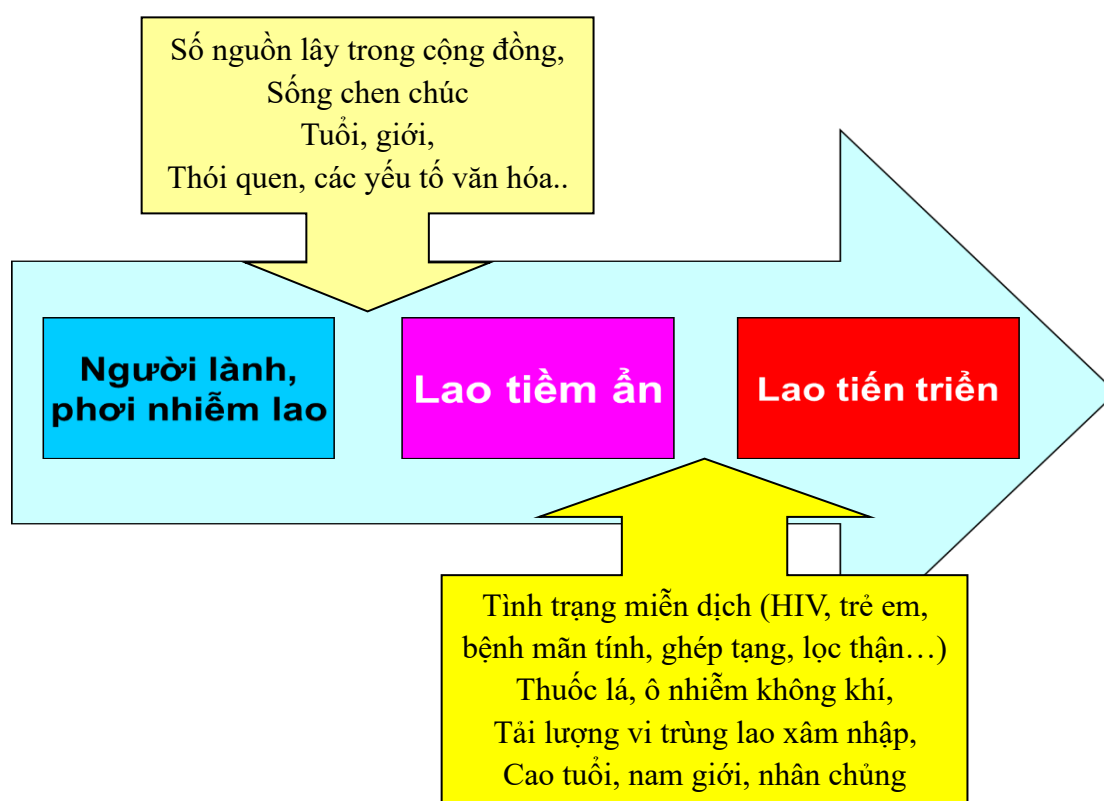 Số nguồn lây trong cộng đồng,
Sống chen chúc
Tuổi, giới,
Thói quen, các yếu tố văn hóa..
Người lành,
phơi nhiễm lao
Lao tiềm ẩn
Lao tiến triển
Tình trạng miễn dịch (HIV, trẻ em,
bệnh mãn tính, ghép tạng, lọc thận…)
Thuốc lá, ô nhiễm không khí,
Tải lượng vi trùng lao xâm nhập,
Cao tuổi, nam giới, nhân chủng